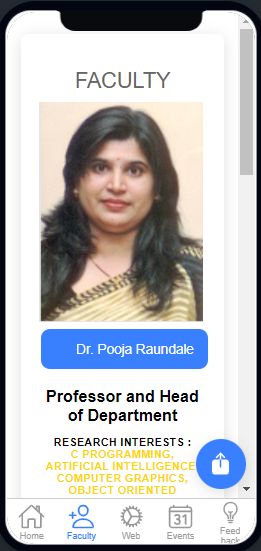 FACULTY
Dr. Pooja Raundale
Professor and Head
of Department
RESEARCH INTERESTS :
C PROGRAMMING,
ARTIFICIAL INTELLIGENCE
COMPUTER GRAPHICS,
OBJECT ORIENTED
Home
Faculty
Web
31
Events
Feed
back